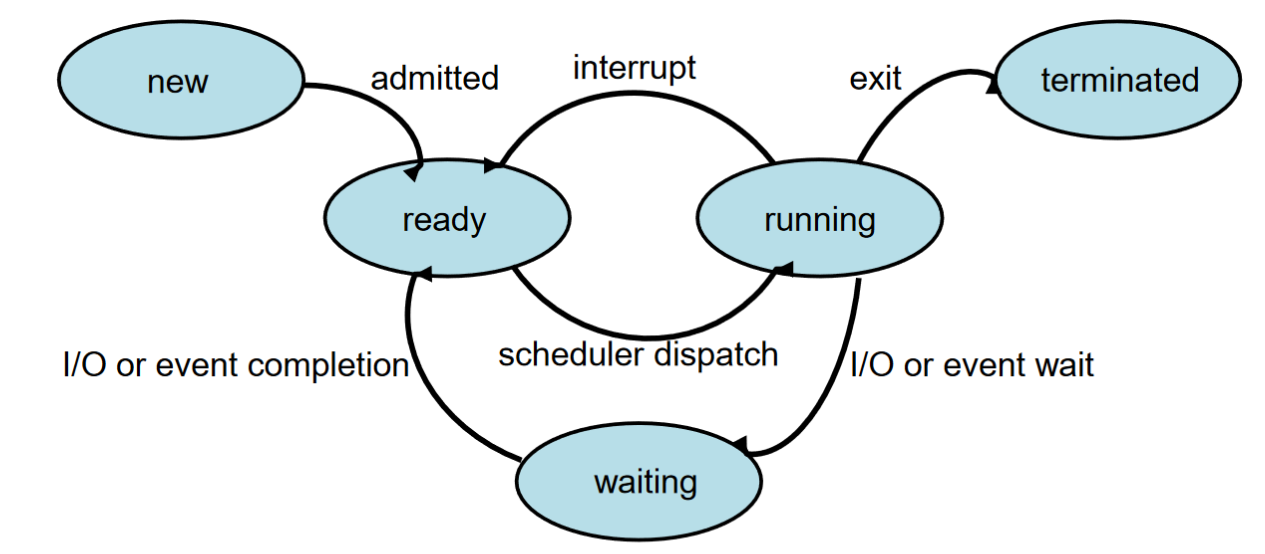 new
admitted
interrupt
exit
terminated
ready
running
I/O or event completion
scheduler dispatch
I/O or event wait
waiting